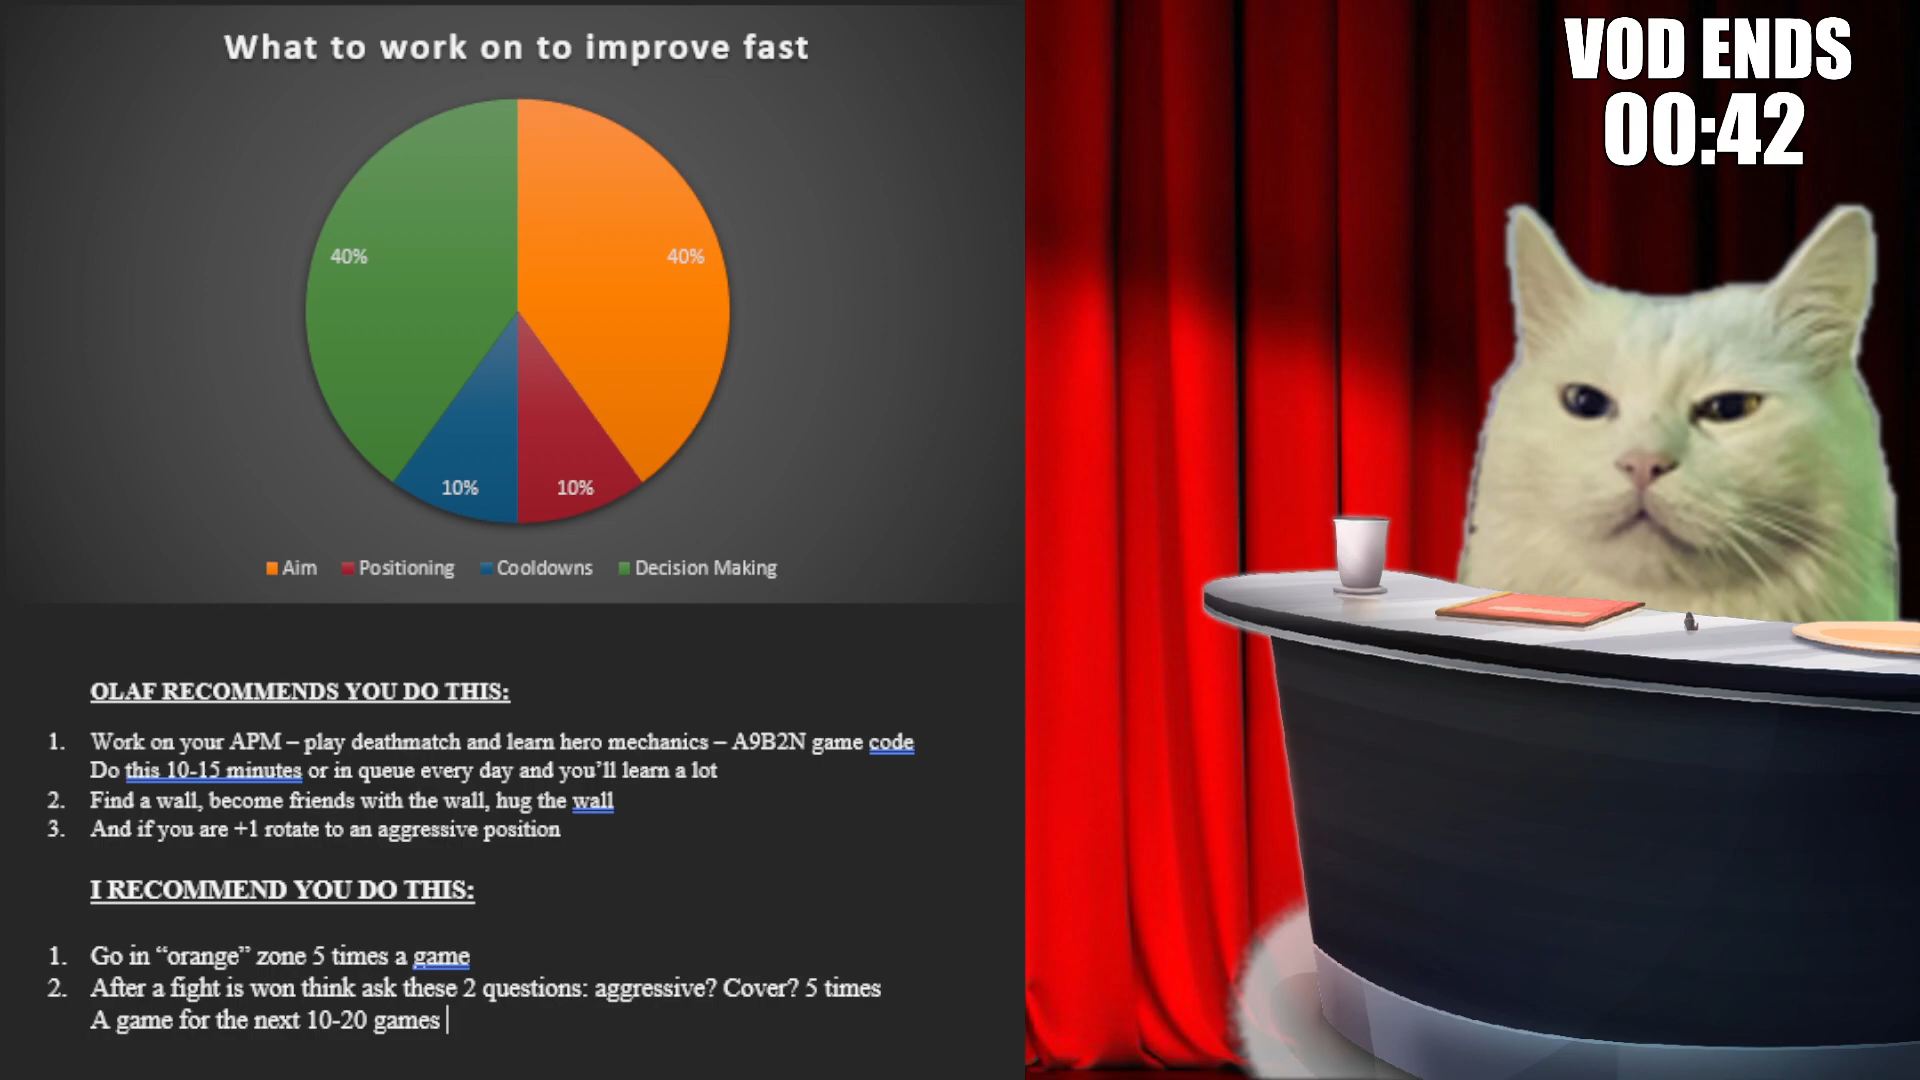 What to work on to improve fast
40%
40%
10%
10%
Aim
Positioning
Cooldowns
Decision Making
OLAF RECOMMENDS YOU DO THIS:
1. Work on your APM – play deathmatch and learn hero mechanics – A9B2N game code
Do this 10-15 minutes or in queue every day and you’ll learn a lot
2. Find a wall, become friends with the wall, hug the wall
3. And if you are +1 rotate to an aggressive position
I RECOMMEND YOU DO THIS:
1. Go in “orange” zone 5 times a game
2. After a fight is won think ask these 2 questions: aggressive? Cover? 5 times
A game for the next 10-20 games
VOD ENDS
00:42